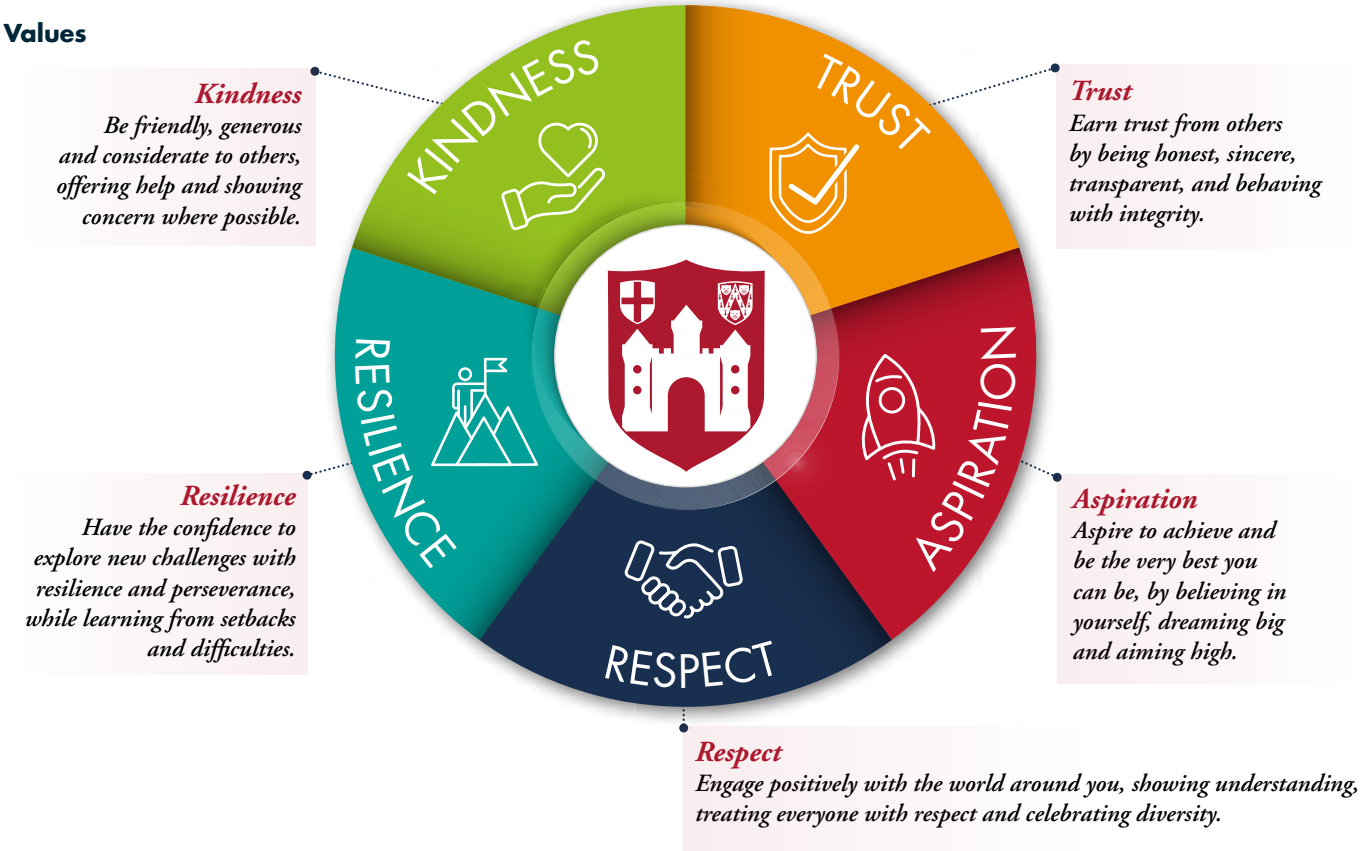 Values
Kindness
Be friendly, generous
and considerate to others,
offering help and showing
concern where possible.
KINDNESS
TRUST
Trust
Earn trust from others
by being honest, sincere,
transparent, and behaving
with integrity.
RESILIENCE
ASPIRATION
Resilience
Have the confidence to
explore new challenges with
resilience and perseverance,
while learning from setbacks
and difficulties.
Aspiration
Aspire to achieve and
be the very best you
can be, by believing in
yourself, dreaming big
and aiming high.
RESPECT
Respect
Engage positively with the world around you, showing understanding,
treating everyone with respect and celebrating diversity.